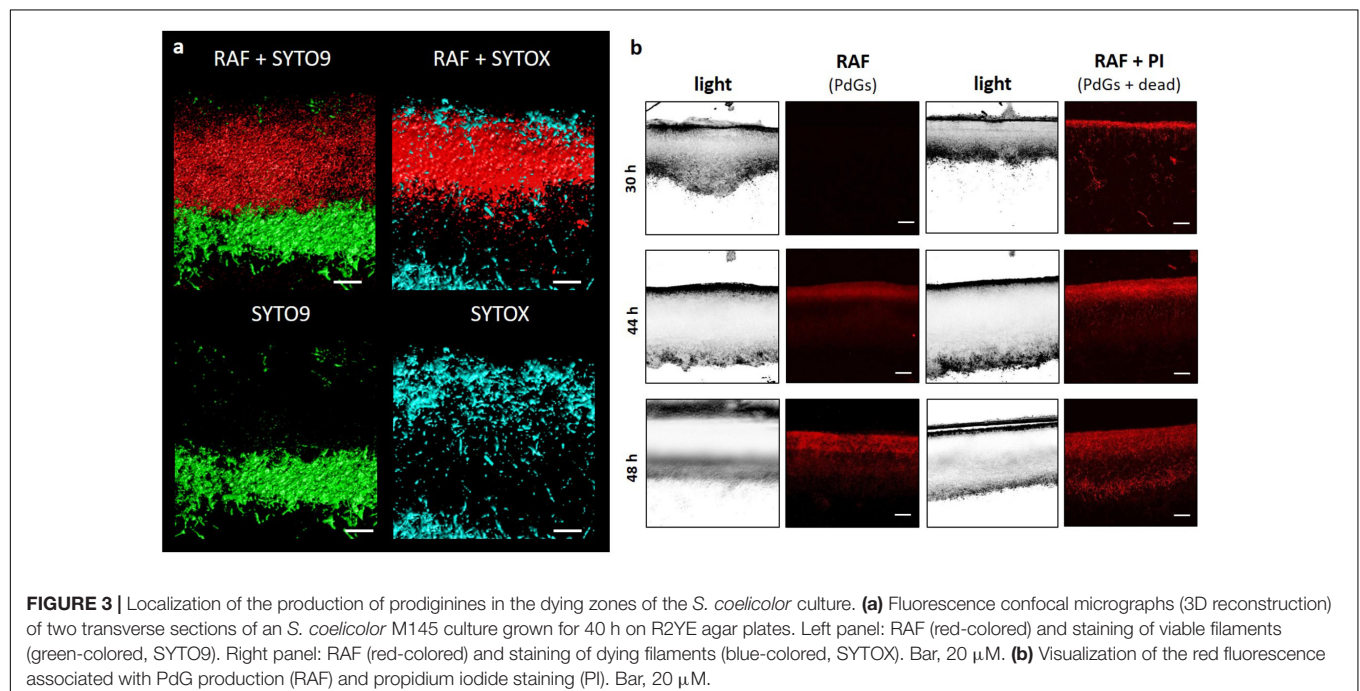 a
RAF + SYTO9
RAF + SYTOX
SYTO9
SYTOX
b
light
RAF
(PdGs)
light
RAF + PI
(PdGs + dead)
30 h
44 h
48 h
FIGURE 3 | Localization of the production of prodiginines in the dying zones of the S. coelicolor culture. (a) Fluorescence confocal micrographs (3D reconstruction)
of two transverse sections of an S. coelicolor M145 culture grown for 40 h on R2YE agar plates. Left panel: RAF (red-colored) and staining of viable filaments
(green-colored, SYTO9). Right panel: RAF (red-colored) and staining of dying filaments (blue-colored, SYTOX). Bar, 20 μM. (b) Visualization of the red fluorescence
associated with PdG production (RAF) and propidium iodide staining (PI). Bar, 20 μM.